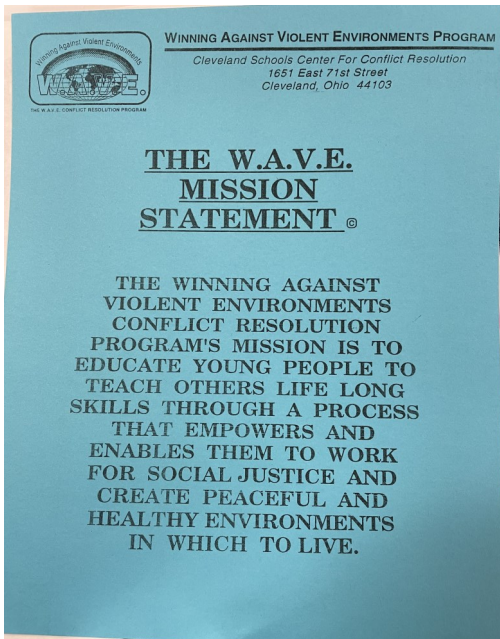 Winning Against Violent Environments
W.A.V.E.
THE W.A.V.E. CONFLICT RESOLUTION PROGRAM
WINNING AGAINST VIOLENT ENVIRONMENTS PROGRAM
Cleveland Schools Center For Conflict Resolution
1651 East 71st Street
Cleveland, Ohio 44103
THE W.A.V.E.
MISSION
STATEMENT ©
THE WINNING AGAINST
VIOLENT ENVIRONMENTS
CONFLICT RESOLUTION
PROGRAM'S MISSION IS TO
EDUCATE YOUNG PEOPLE TO
TEACH OTHERS LIFE LONG
SKILLS THROUGH A PROCESS
THAT EMPOWERS AND
ENABLES THEM TO WORK
FOR SOCIAL JUSTICE AND
CREATE PEACEFUL AND
HEALTHY ENVIRONMENTS
IN WHICH TO LIVE.